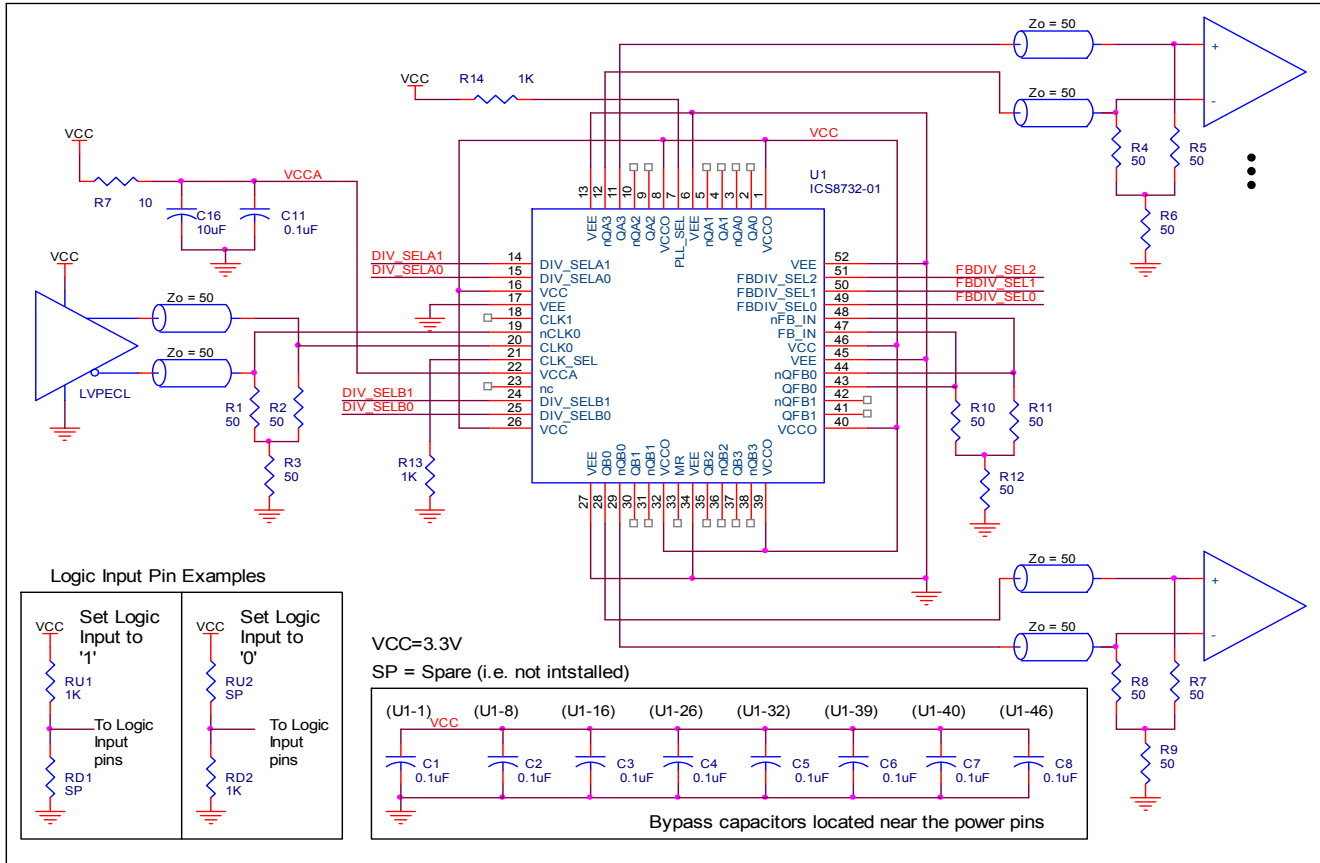 Zo = 50
+
-
Zo = 50
R4
50
R5
50
R6
50
VCC
R14 1K
VCC
VCC
VCCA
R7 10
C16
10uF
C11
0.1uF
U1
ICS8732-01
13 12 11 10 9 8 7 6 5 4 3 2 1
VEE nQA3 QA3 nQA2 QA2 VCCO PLL_SEL VEE nQA1 QA1 nQA0 QA0 VCCO
DIV_SELA1
DIV_SELA0
14 DIV_SELA1
15 DIV_SELA0
16 VCC
17 VEE
18 CLK1
19 nCLK0
20 CLK0
21 CLK_SEL
22 VCCA
23 nc
24 DIV_SELB1
25 DIV_SELB0
26 VCC
DIV_SELB1
DIV_SELB0
VEE 52
FBDIV_SEL2 51
FBDIV_SEL1 50
FBDIV_SEL0 49
nFB_IN 48
FB_IN 47
VCC 46
VEE 45
nQFB0 44
QFB0 43
nQFB1 42
QFB1 41
VCCO 40
FBDIV_SEL2
FBDIV_SEL1
FBDIV_SEL0
VEE QB0 nQB0 QB1 nQB1 VCCO MR VEE QB2 nQB2 QB3 nQB3 VCCO
27 28 29 30 31 32 33 34 35 36 37 38 39
VCC
Zo = 50
Zo = 50
LVPECL
R1
50
R2
50
R3
50
R13
1K
R10
50
R11
50
R12
50
Zo = 50
+
-
Zo = 50
R8
50
R7
50
R9
50
Logic Input Pin Examples
VCC
Set Logic
Input to
'1'
RU1
1K
To Logic
Input
pins
RD1
SP
VCC
Set Logic
Input to
'0'
RU2
SP
To Logic
Input
pins
RD2
1K
VCC=3.3V
SP = Spare (i.e. not intstalled)
(U1-1) (U1-8) (U1-16) (U1-26) (U1-32) (U1-39) (U1-40) (U1-46)
VCC
C1
0.1uF
C2
0.1uF
C3
0.1uF
C4
0.1uF
C5
0.1uF
C6
0.1uF
C7
0.1uF
C8
0.1uF
Bypass capacitors located near the power pins